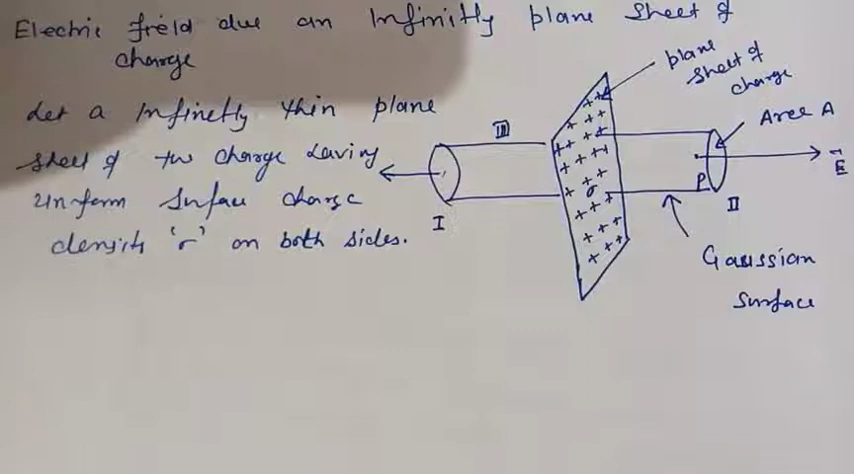 Electric field due an Infinitly plane sheet of
charge
Let a Infinetly thin plane
sheet of +ve charge having
uniform surface charge
density 'σ' on both sides.
plane
sheet of
charge
Area A
III
E
P
σ
I
II
Gaussian
surface